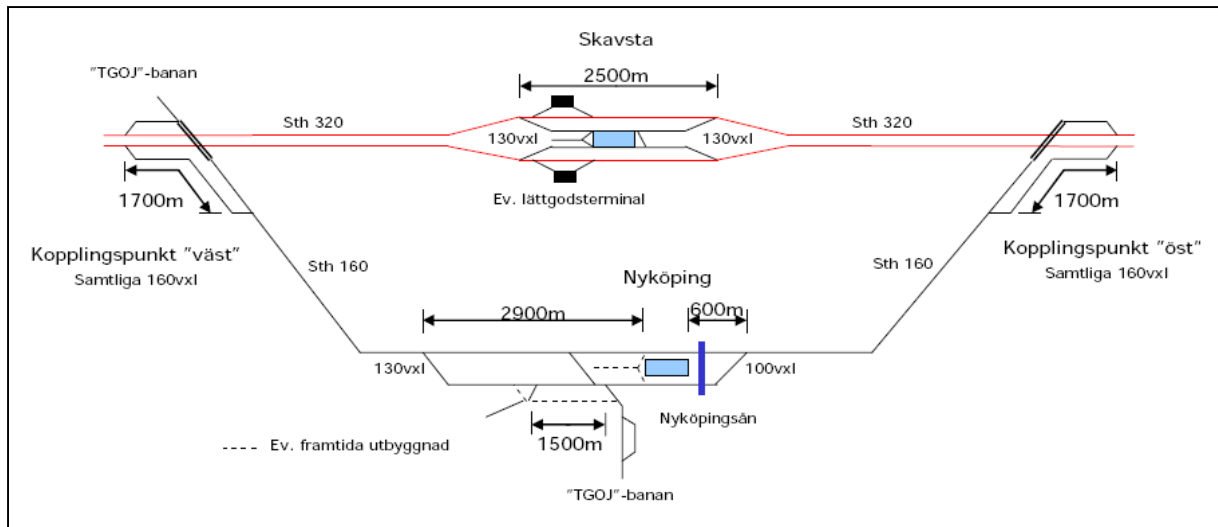 Skavsta
"TGOJ"-banan
2500m
Sth 320
130vxl
130vxl
Sth 320
Ev. lättgodsterminal
1700m
1700m
Kopplingspunkt "väst"
Samtliga 160vxl
Kopplingspunkt "öst"
Samtliga 160vxl
Sth 160
Sth 160
Nyköping
2900m
600m
130vxl
100vxl
Nyköpingsån
1500m
Ev. framtida utbyggnad
"TGOJ"-banan